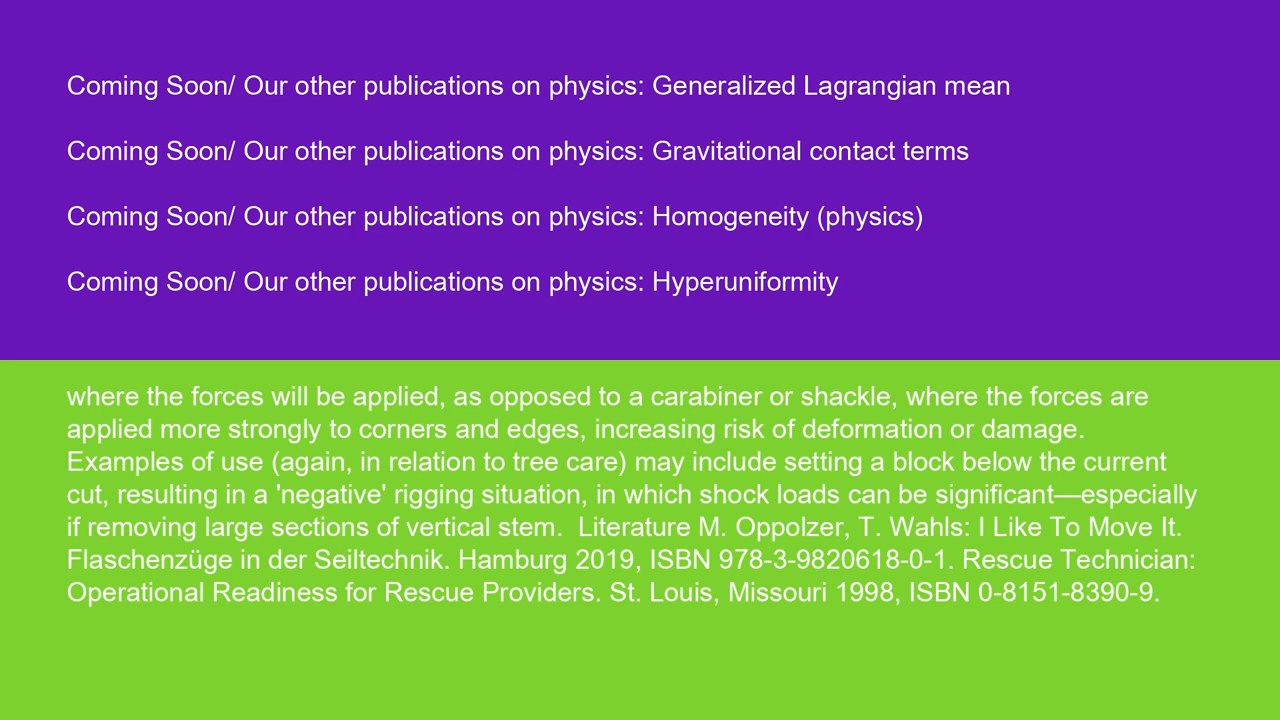 Coming Soon/ Our other publications on physics: Generalized Lagrangian mean
Coming Soon/ Our other publications on physics: Gravitational contact terms
Coming Soon/ Our other publications on physics: Homogeneity (physics)
Coming Soon/ Our other publications on physics: Hyperuniformity
where the forces will be applied, as opposed to a carabiner or shackle, where the forces are
applied more strongly to corners and edges, increasing risk of deformation or damage.
Examples of use (again, in relation to tree care) may include setting a block below the current
cut, resulting in a 'negative' rigging situation, in which shock loads can be significant—especially
if removing large sections of vertical stem.  Literature M. Oppolzer, T. Wahls: I Like To Move It.
Flaschenzüge in der Seiltechnik. Hamburg 2019, ISBN 978-3-9820618-0-1. Rescue Technician:
Operational Readiness for Rescue Providers. St. Louis, Missouri 1998, ISBN 0-8151-8390-9.